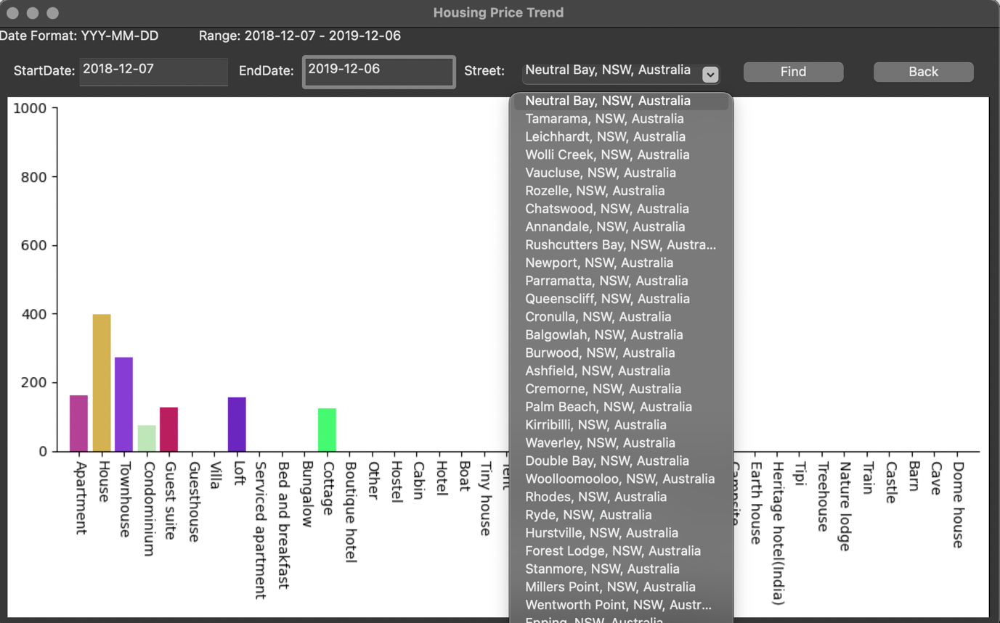 Housing Price Trend
Date Format: YYY-MM-DD Range: 2018-12-07 - 2019-12-06
StartDate: 2018-12-07 EndDate: 2019-12-06 Street: Neutral Bay, NSW, Australia Find Back
Neutral Bay, NSW, Australia
Tamarama, NSW, Australia
Leichhardt, NSW, Australia
Wolli Creek, NSW, Australia
Vaucluse, NSW, Australia
Rozelle, NSW, Australia
Chatswood, NSW, Australia
Annandale, NSW, Australia
Rushcutters Bay, NSW, Austra...
Newport, NSW, Australia
Parramatta, NSW, Australia
Queenscliff, NSW, Australia
Cronulla, NSW, Australia
Balgowlah, NSW, Australia
Burwood, NSW, Australia
Ashfield, NSW, Australia
Cremorne, NSW, Australia
Palm Beach, NSW, Australia
Kirribilli, NSW, Australia
Waverley, NSW, Australia
Double Bay, NSW, Australia
Woolloomooloo, NSW, Australia
Rhodes, NSW, Australia
Ryde, NSW, Australia
Hurstville, NSW, Australia
Forest Lodge, NSW, Australia
Stanmore, NSW, Australia
Millers Point, NSW, Australia
Wentworth Point, NSW, Austr...
Epping, NSW, Australia
1000
800
600
400
200
0
Apartment
House
Townhouse
Condominium
Guest suite
Guesthouse
Villa
Loft
Serviced apartment
Bed and breakfast
Bungalow
Cottage
Boutique hotel
Other
Hostel
Cabin
Hotel
Boat
Tiny house
Tent
Campsite
Earth house
Heritage hotel(India)
Tipi
Treehouse
Nature lodge
Train
Castle
Barn
Cave
Dome house